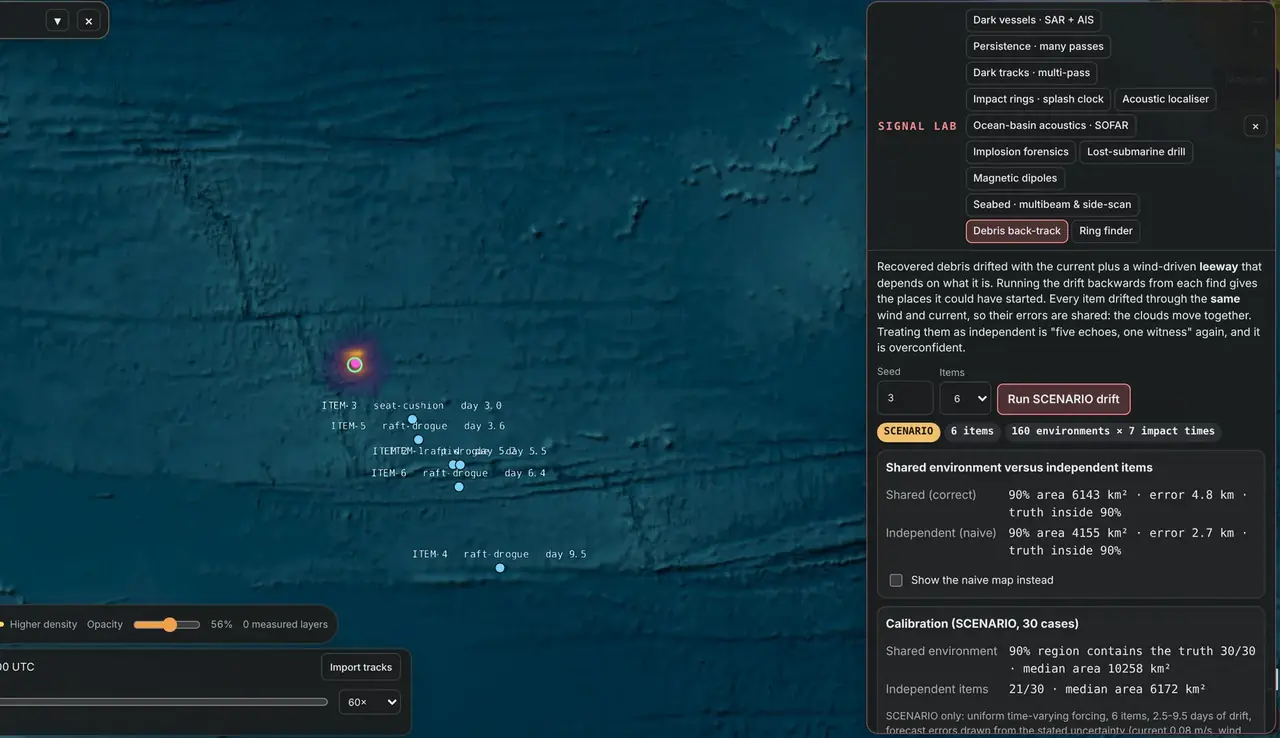 ▼ ×
Dark vessels · SAR + AIS
Persistence · many passes
Dark tracks · multi-pass
Impact rings · splash clock Acoustic localiser
SIGNAL LAB Ocean-basin acoustics · SOFAR ×
Implosion forensics Lost-submarine drill
Magnetic dipoles
Seabed · multibeam & side-scan
Debris back-track Ring finder
Recovered debris drifted with the current plus a wind-driven leeway that
depends on what it is. Running the drift backwards from each find gives
the places it could have started. Every item drifted through the same
wind and current, so their errors are shared: the clouds move together.
Treating them as independent is "five echoes, one witness" again, and it
is overconfident.
Seed Items
3 6 Run SCENARIO drift
SCENARIO 6 items 160 environments × 7 impact times
Shared environment versus independent items
Shared (correct) 90% area 6143 km² · error 4.8 km ·
truth inside 90%
Independent (naive) 90% area 4155 km² · error 2.7 km ·
truth inside 90%
Show the naive map instead
Calibration (SCENARIO, 30 cases)
Shared environment 90% region contains the truth 30/30
· median area 10258 km²
Independent items 21/30 · median area 6172 km²
SCENARIO only: uniform time-varying forcing, 6 items, 2.5-9.5 days of drift,
forecast errors drawn from the stated uncertainty (current 0.08 m/s, wind
ITEM-3 seat-cushion day 3.0
ITEM-5 raft-drogue day 3.6
ITEM-6 raft-drogue day 6.4
ITEM-4 raft-drogue day 9.5
Higher density Opacity 56% 0 measured layers
00 UTC Import tracks
60×